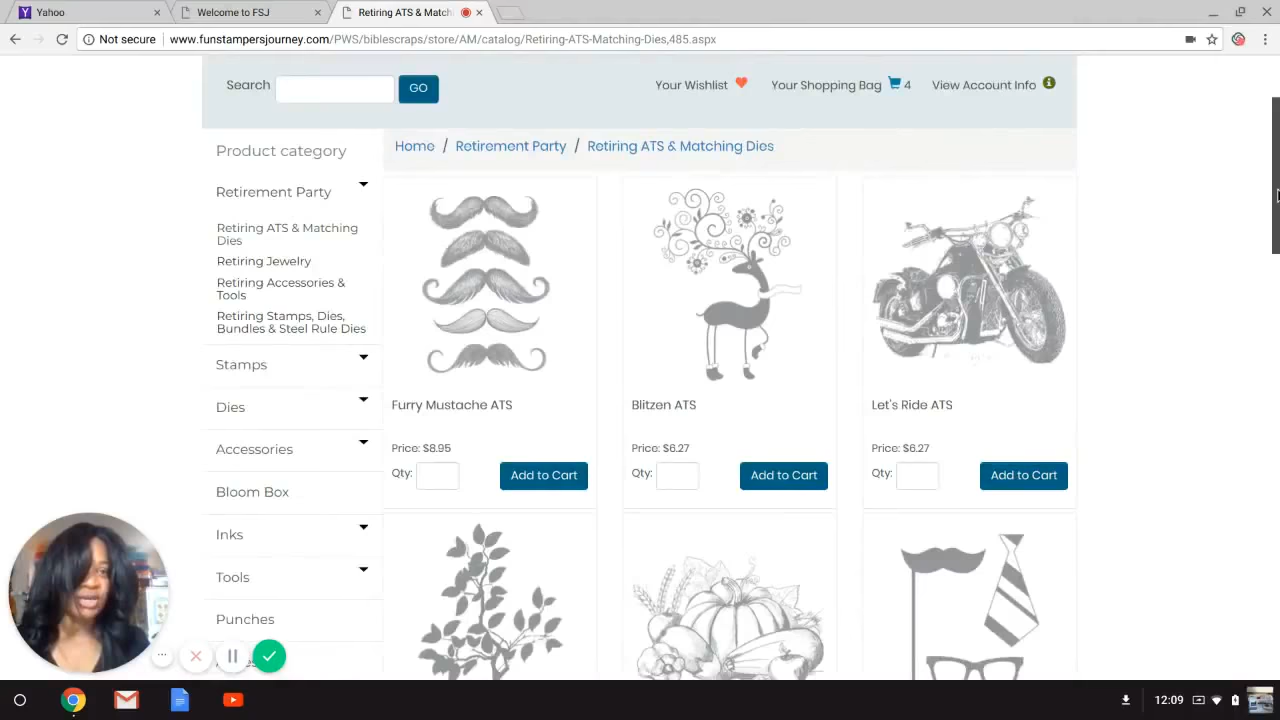 Yahoo
Welcome to FSJ
Retiring ATS & Match
Not secure
www.funstampersjourney.com/PWS/biblescraps/store/AM/catalog/Retiring-ATS-Matching-Dies,485.aspx
Search
GO
Your Wishlist
Your Shopping Bag 4
View Account Info
Product category
Home / Retirement Party / Retiring ATS & Matching Dies
Retirement Party
Retiring ATS & Matching
Dies
Retiring Jewelry
Retiring Accessories &
Tools
Retiring Stamps, Dies,
Bundles & Steel Rule Dies
Stamps
Dies
Accessories
Bloom Box
Inks
Tools
Punches
Furry Mustache ATS
Price: $8.95
Qty:
Add to Cart
Blitzen ATS
Price: $6.27
Qty:
Add to Cart
Let's Ride ATS
Price: $6.27
Qty:
Add to Cart
12:09